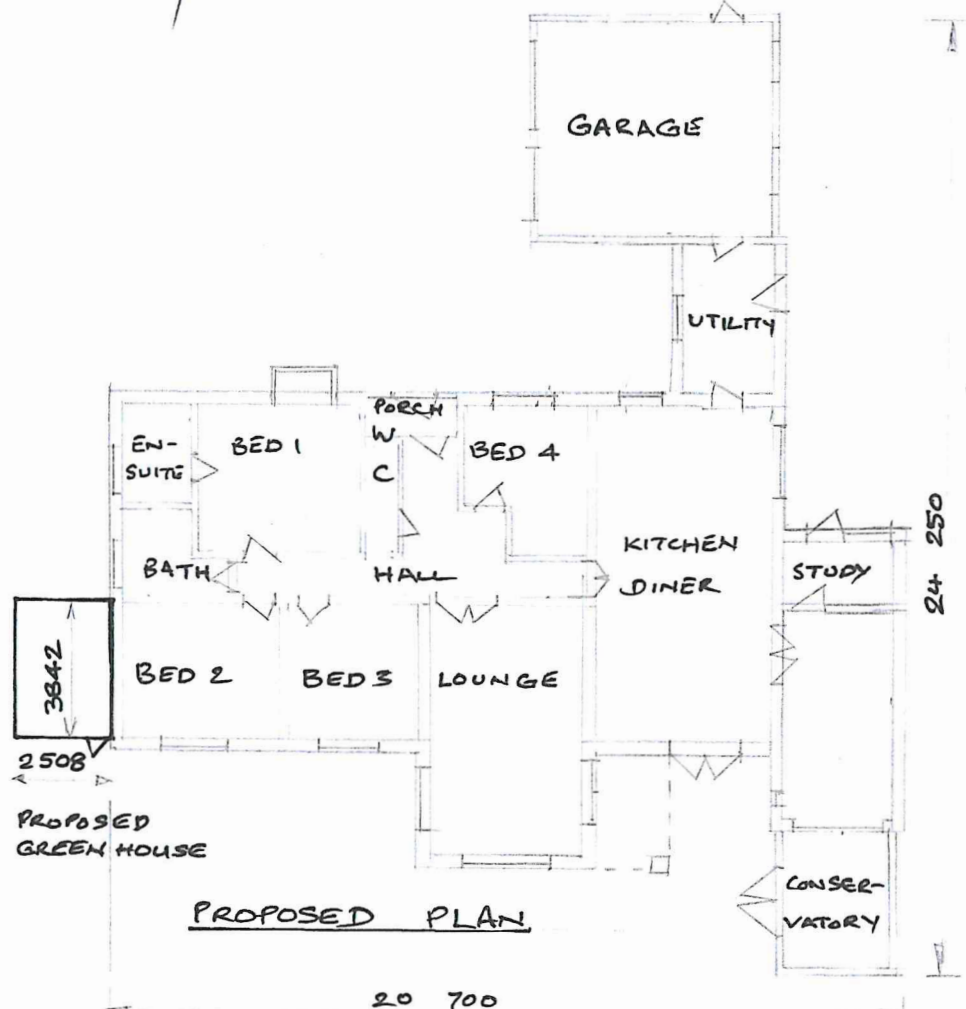 GARAGE
UTILITY
PORCH
W
C
EN-
SUITE
BED 1
BED 4
BATH
HALL
KITCHEN
DINER
STUDY
24 250
3842
BED 2
BED 3
LOUNGE
2508
PROPOSED
GREEN HOUSE
CONSER-
VATORY
PROPOSED PLAN
20 700